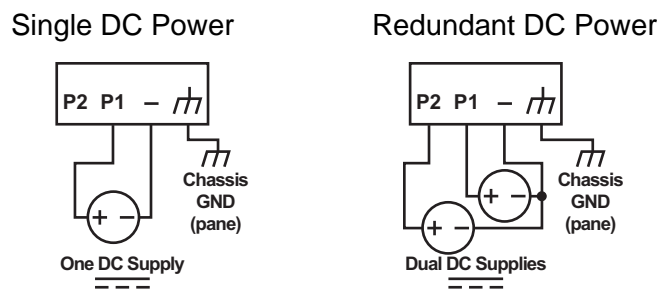 Single DC Power
P2 P1 –
Chassis
GND
(pane)
+ –
One DC Supply
Redundant DC Power
P2 P1 –
Chassis
GND
(pane)
+ –
+ –
Dual DC Supplies